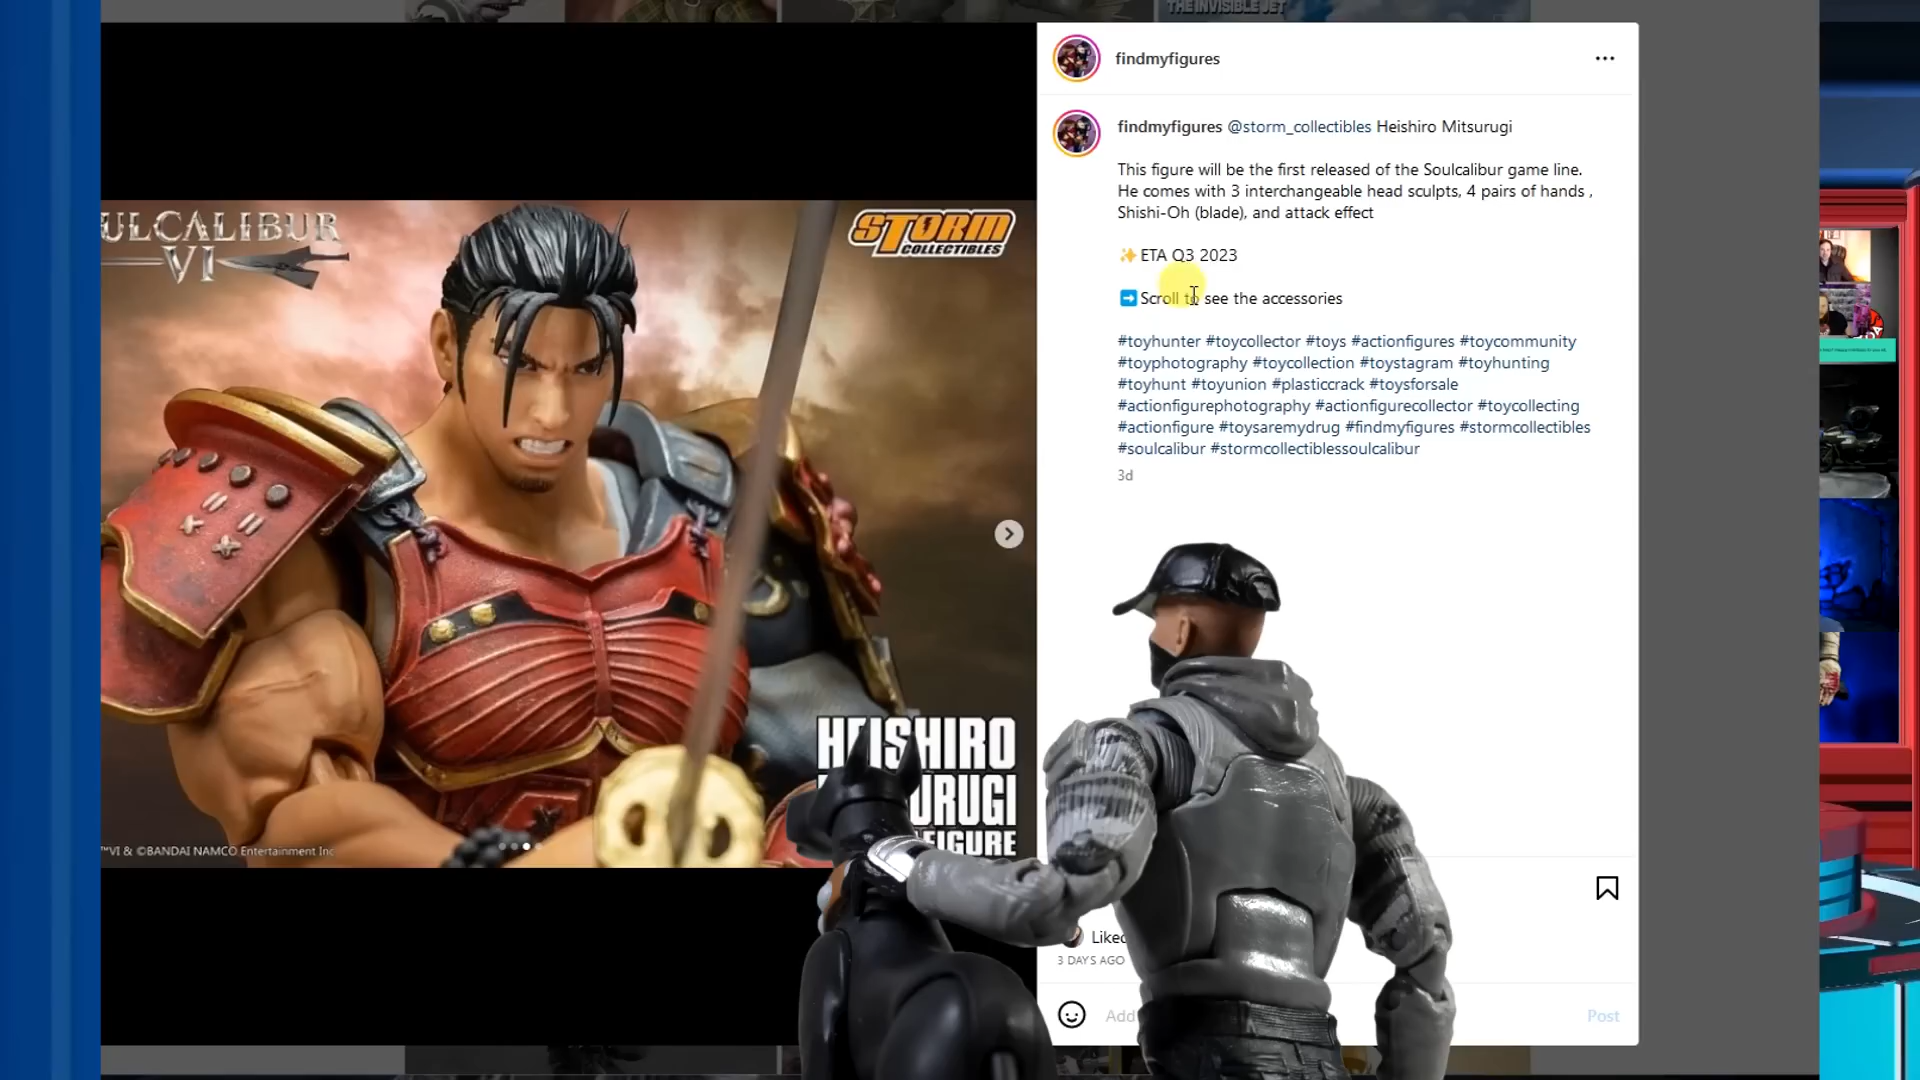 THE INVISIBLE JET
findmyfigures
findmyfigures @storm_collectibles Heishiro Mitsurugi
This figure will be the first released of the Soulcalibur game line.
He comes with 3 interchangeable head sculpts, 4 pairs of hands ,
Shishi-Oh (blade), and attack effect
✨ ETA Q3 2023
➡️ Scroll to see the accessories
#toyhunter #toycollector #toys #actionfigures #toycommunity
#toyphotography #toycollection #toystagram #toyhunting
#toyhunt #toyunion #plasticcrack #toysforsale
#actionfigurephotography #actionfigurecollector #toycollecting
#actionfigure #toysaremydrug #findmyfigures #stormcollectibles
#soulcalibur #stormcollectiblessoulcalibur
3d
Liked
3 DAYS AGO
Add
Post
ULCALIBUR
VI
STORM
COLLECTIBLES
HEISHIRO
URUGI
FIGURE
™VI & ©BANDAI NAMCO Entertainment Inc